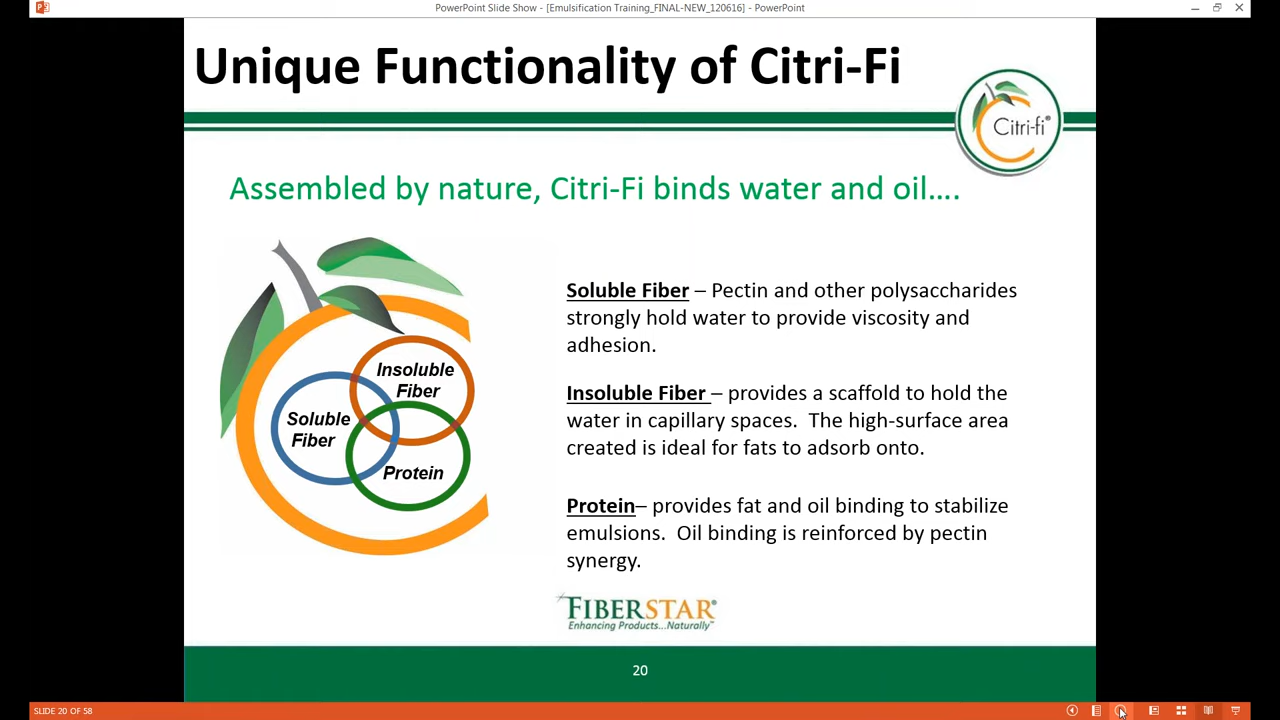 PowerPoint Slide Show - [Emulsification Training_FINAL-NEW_120616] - PowerPoint
Unique Functionality of Citri-Fi
Citri-fi®
Assembled by nature, Citri-Fi binds water and oil….
Insoluble
Fiber
Soluble
Fiber
Protein
Soluble Fiber – Pectin and other polysaccharides
strongly hold water to provide viscosity and
adhesion.
Insoluble Fiber – provides a scaffold to hold the
water in capillary spaces.  The high-surface area
created is ideal for fats to adsorb onto.
Protein– provides fat and oil binding to stabilize
emulsions.  Oil binding is reinforced by pectin
synergy.
FIBERSTAR®
Enhancing Products...Naturally™
20
SLIDE 20 OF 58